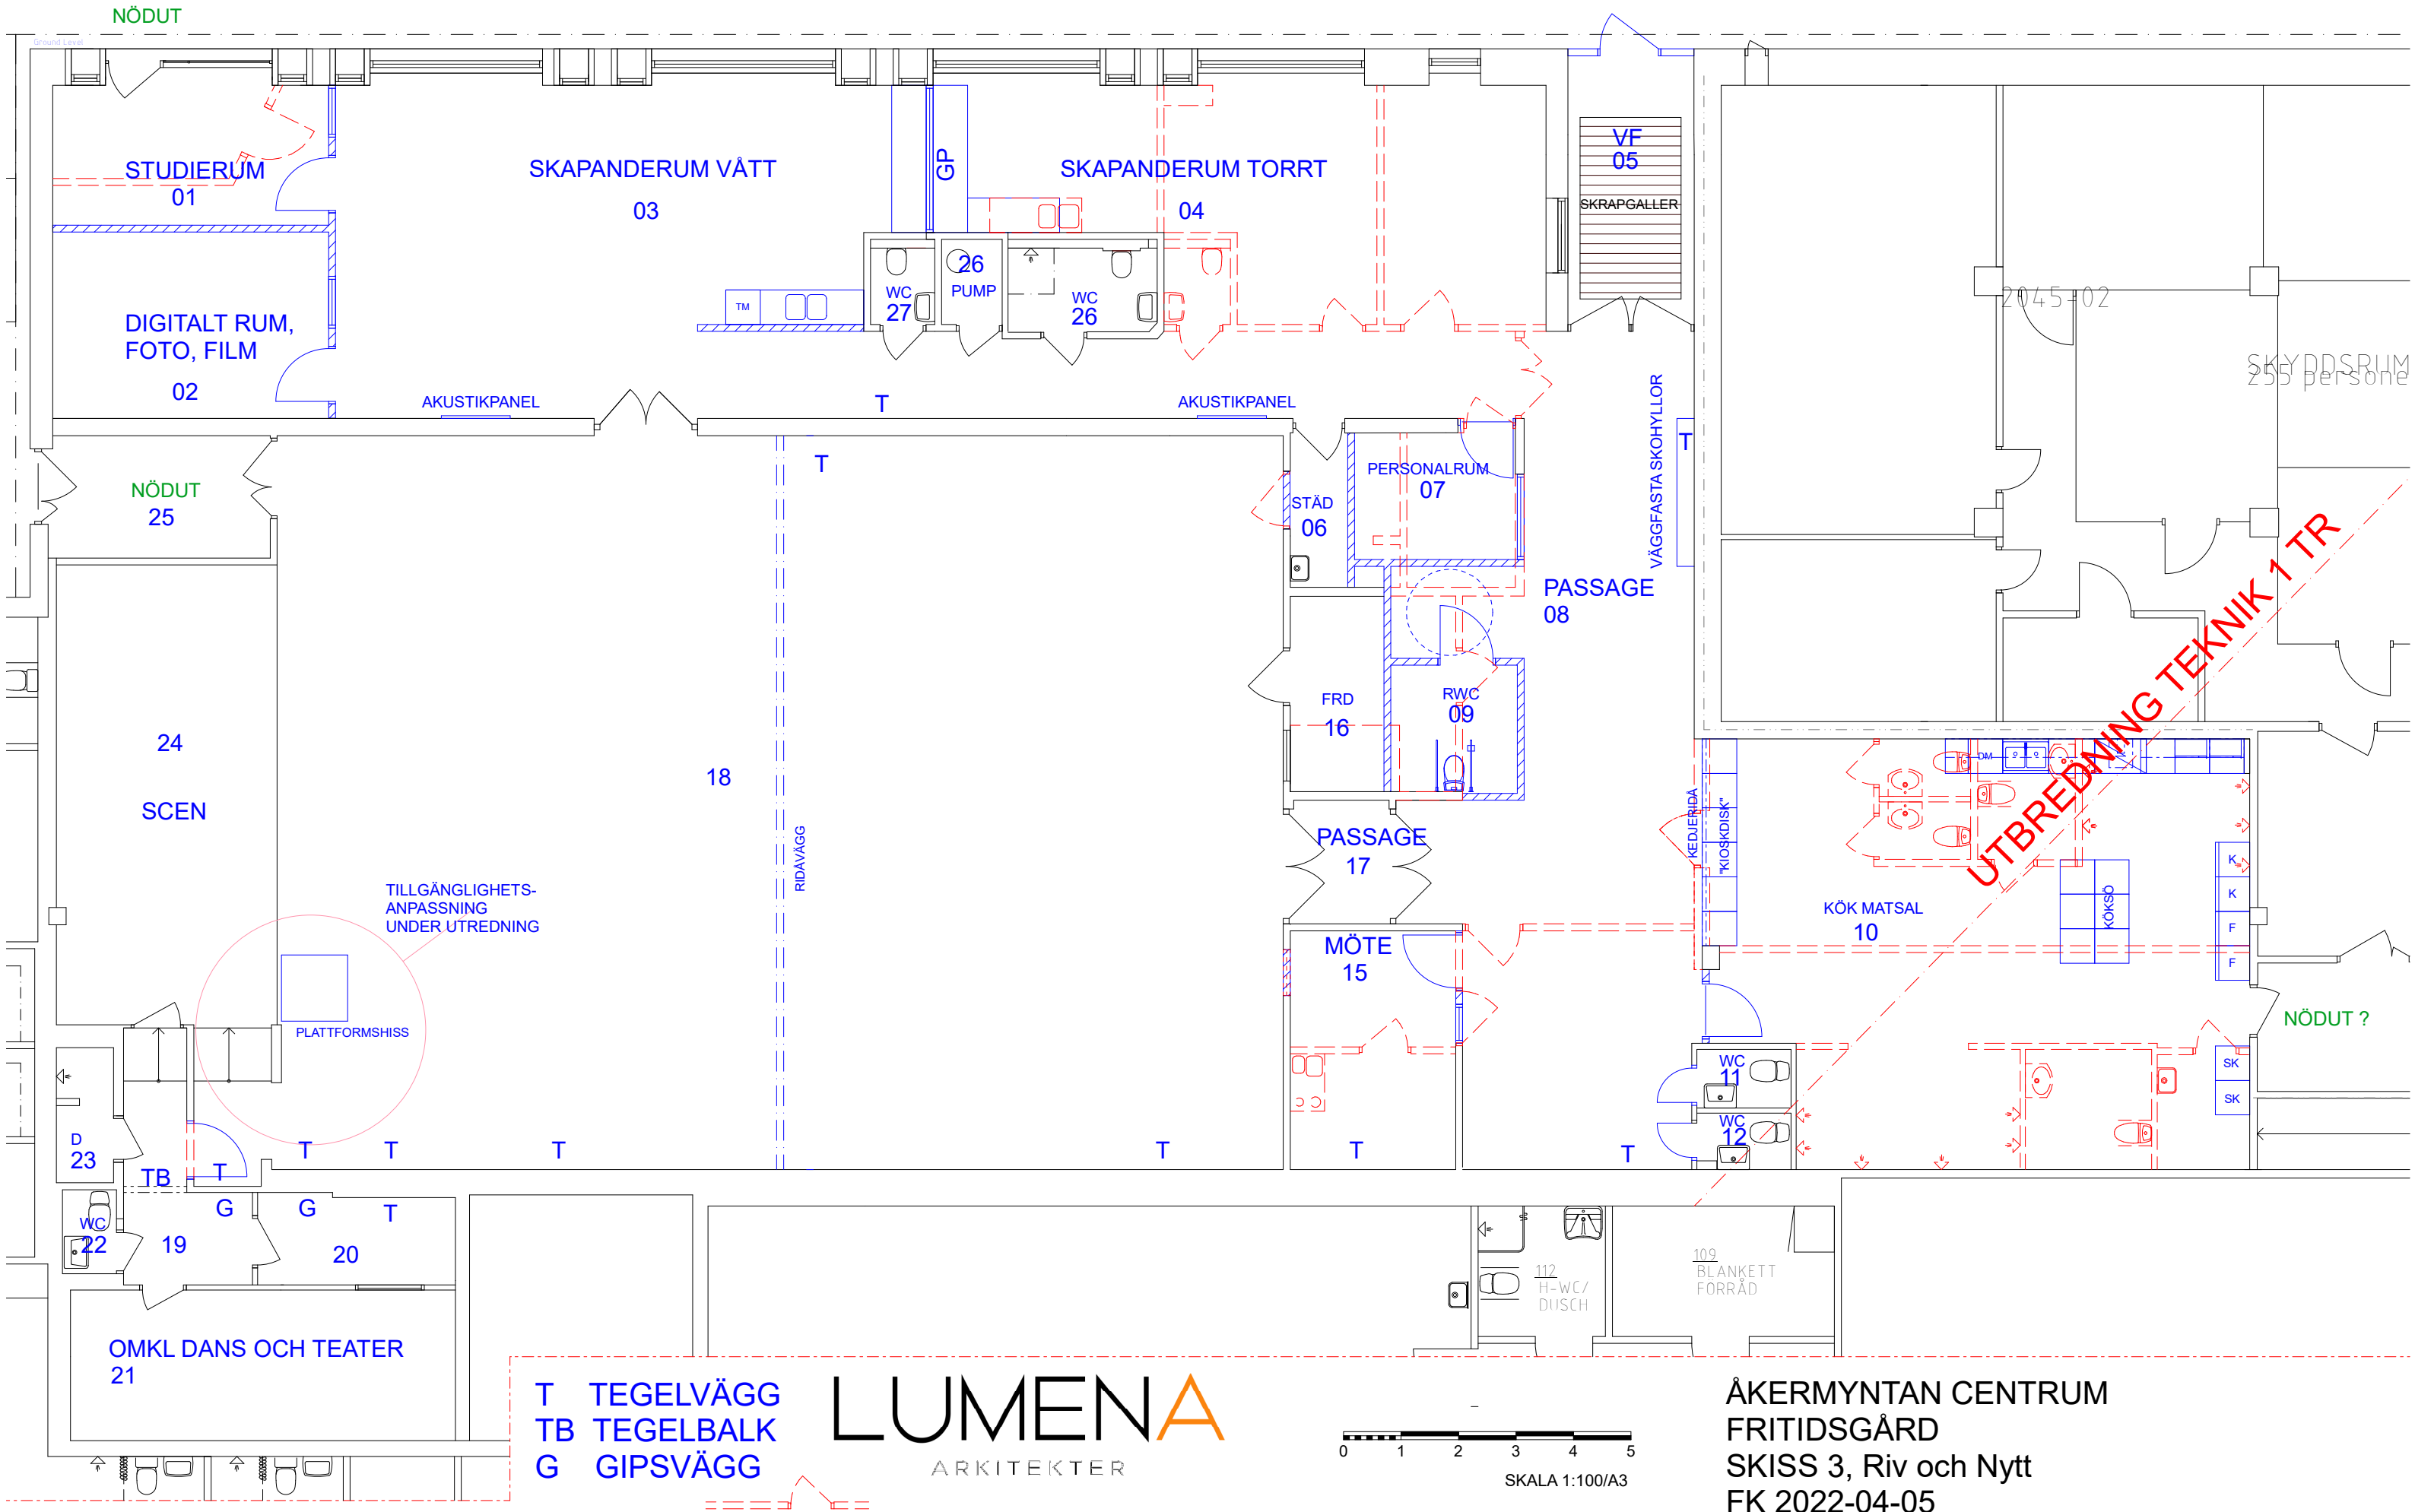 NÖDUT
Ground Level
STUDIERUM
01
SKAPANDERUM VÅTT
03
GP
SKAPANDERUM TORRT
04
VF
05
SKRAPGALLER
2045-02
SKYDDSRUM
255 persone
DIGITALT RUM,
FOTO, FILM
02
TM
WC
27
26
PUMP
WC
26
AKUSTIKPANEL
T
AKUSTIKPANEL
VÄGGFASTA SKOHYLLOR
T
NÖDUT
25
T
STÄD
06
PERSONALRUM
07
PASSAGE
08
UTBREDNING TEKNIK 1 TR
24
SCEN
18
RIDÅVÄGG
FRD
16
RWC
09
PASSAGE
17
KEDJERIDÅ
"KIOSKDISK"
DM
KÖK MATSAL
10
KÖKSÖ
K
K
F
F
TILLGÄNGLIGHETS-
ANPASSNING
UNDER UTREDNING
PLATTFORMSHISS
MÖTE
15
NÖDUT ?
WC
11
WC
12
SK
SK
D
23
TB
T
T
T
T
T
T
T
G
G
T
WC
22
19
20
OMKL DANS OCH TEATER
21
112
H-WC/
DUSCH
109
BLANKETT
FÖRRÅD
T TEGELVÄGG
TB TEGELBALK
G GIPSVÄGG
LUMENA
ARKITEKTER
0 1 2 3 4 5
SKALA 1:100/A3
ÅKERMYNTAN CENTRUM
FRITIDSGÅRD
SKISS 3, Riv och Nytt
FK 2022-04-05